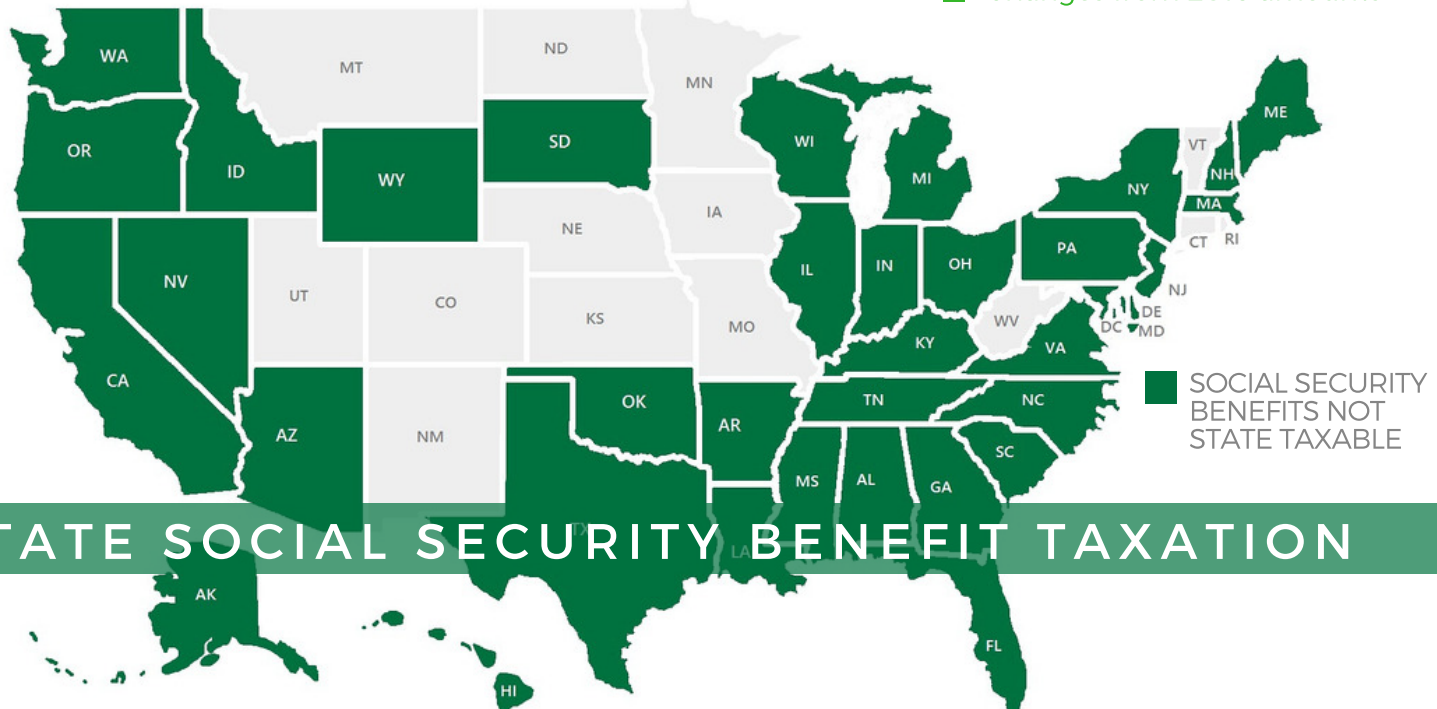 WA
MT
ND
MN
ME
OR
ID
WY
SD
WI
MI
VT
NH
NY
MA
CT
RI
NE
IA
PA
NV
UT
CO
IL
IN
OH
NJ
KS
MO
WV
DE
DC
MD
KY
VA
CA
SOCIAL SECURITY
BENEFITS NOT
STATE TAXABLE
AZ
NM
OK
AR
TN
NC
SC
MS
AL
GA
TX
LA
TATE SOCIAL SECURITY BENEFIT TAXATION
AK
HI
FL